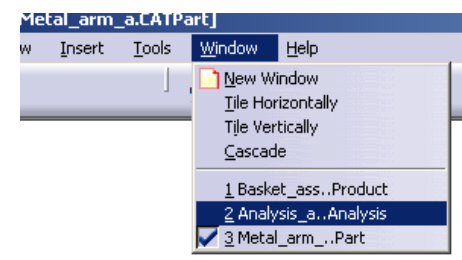 Metal_arm_a.CATPart]
w Insert Tools Window Help
New Window
Tile Horizontally
Tile Vertically
Cascade
1 Basket_ass..Product
2 Analysis_a..Analysis
3 Metal_arm_..Part